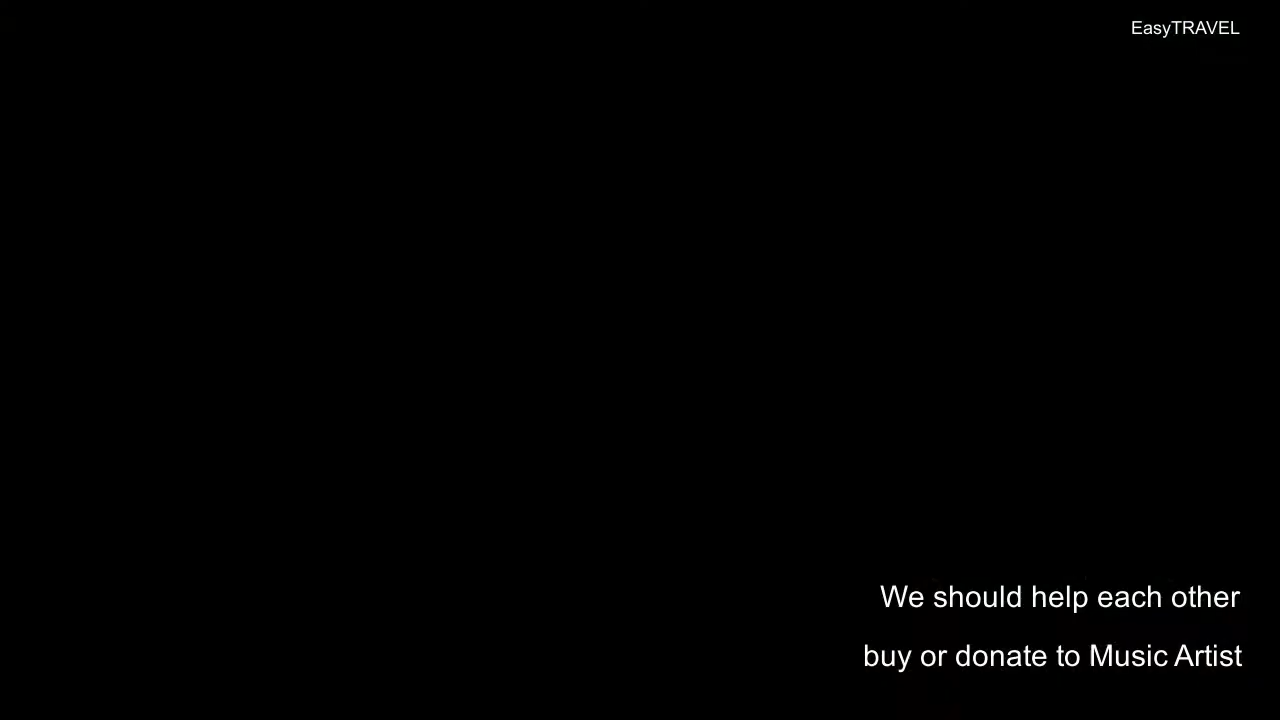 EasyTRAVEL
We should help each other
buy or donate to Music Artist